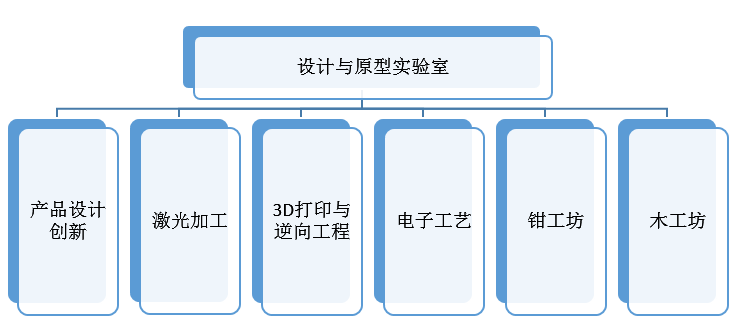 设计与原型实验室
产品设计
创新
激光加工
3D打印与
逆向工程
电子工艺
钳工坊
木工坊